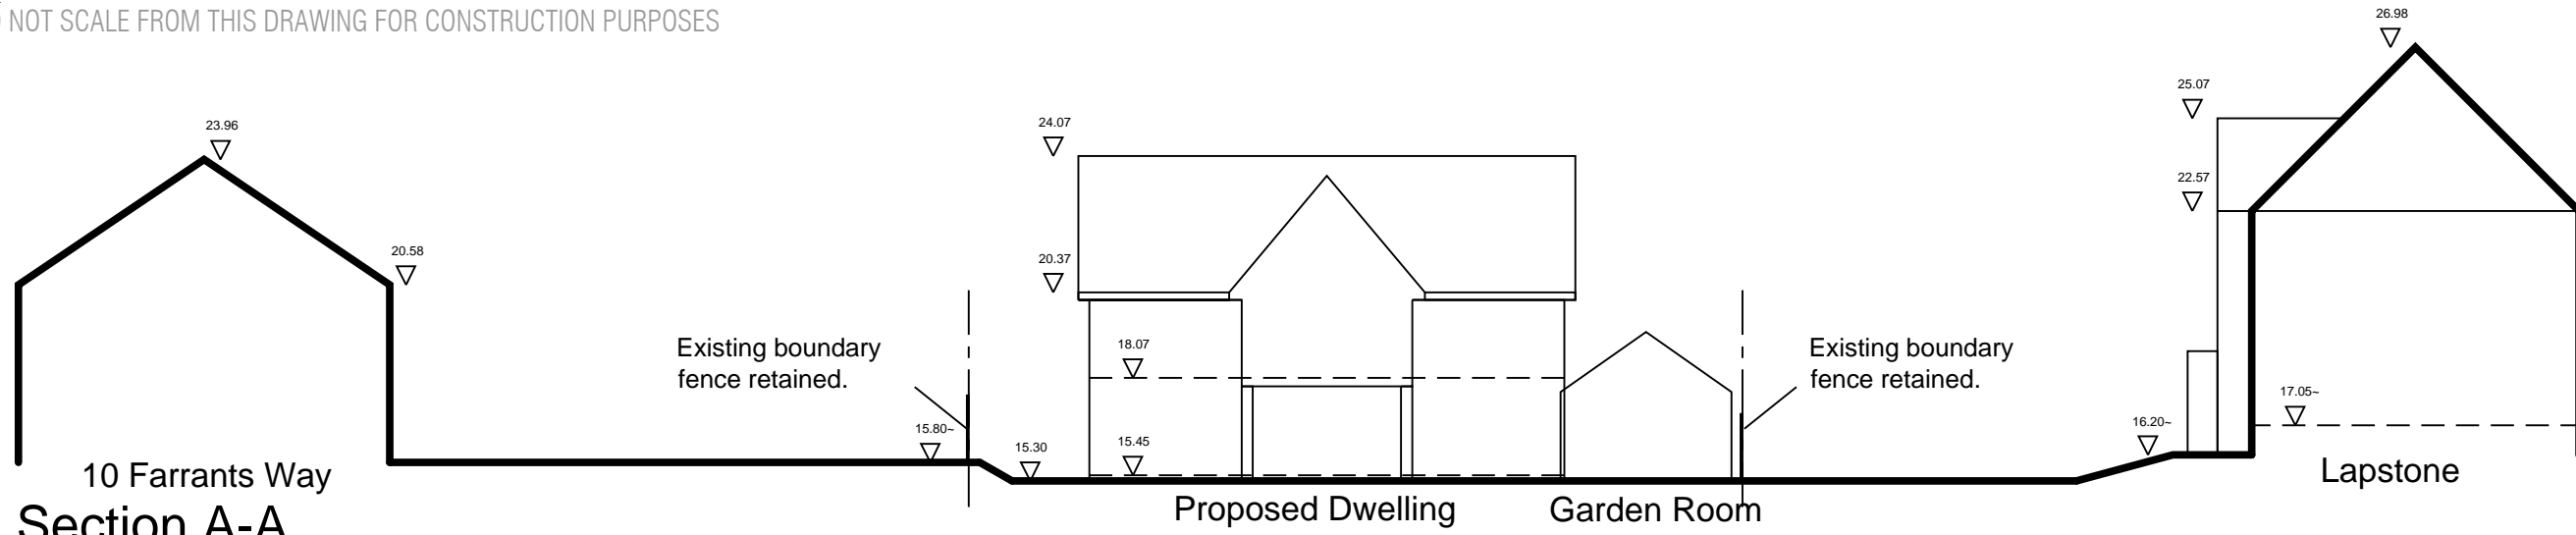 NOT SCALE FROM THIS DRAWING FOR CONSTRUCTION PURPOSES
26.98
25.07
24.07
23.96
22.57
20.58
20.37
Existing boundary
fence retained.
18.07
Existing boundary
fence retained.
15.80~
15.30
15.45
16.20~
17.05~
10 Farrants Way
Lapstone
Proposed Dwelling
Garden Room
Section A-A